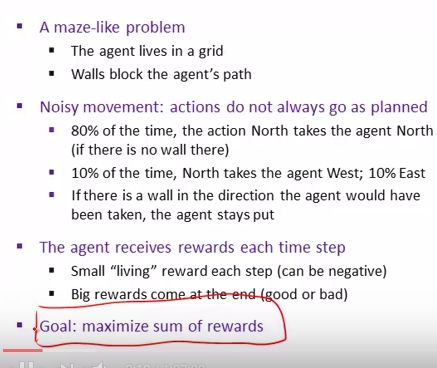 A maze-like problem
The agent lives in a grid
Walls block the agent's path
Noisy movement: actions do not always go as planned
80% of the time, the action North takes the agent North
(if there is no wall there)
10% of the time, North takes the agent West; 10% East
If there is a wall in the direction the agent would have
been taken, the agent stays put
The agent receives rewards each time step
Small “living” reward each step (can be negative)
Big rewards come at the end (good or bad)
Goal: maximize sum of rewards